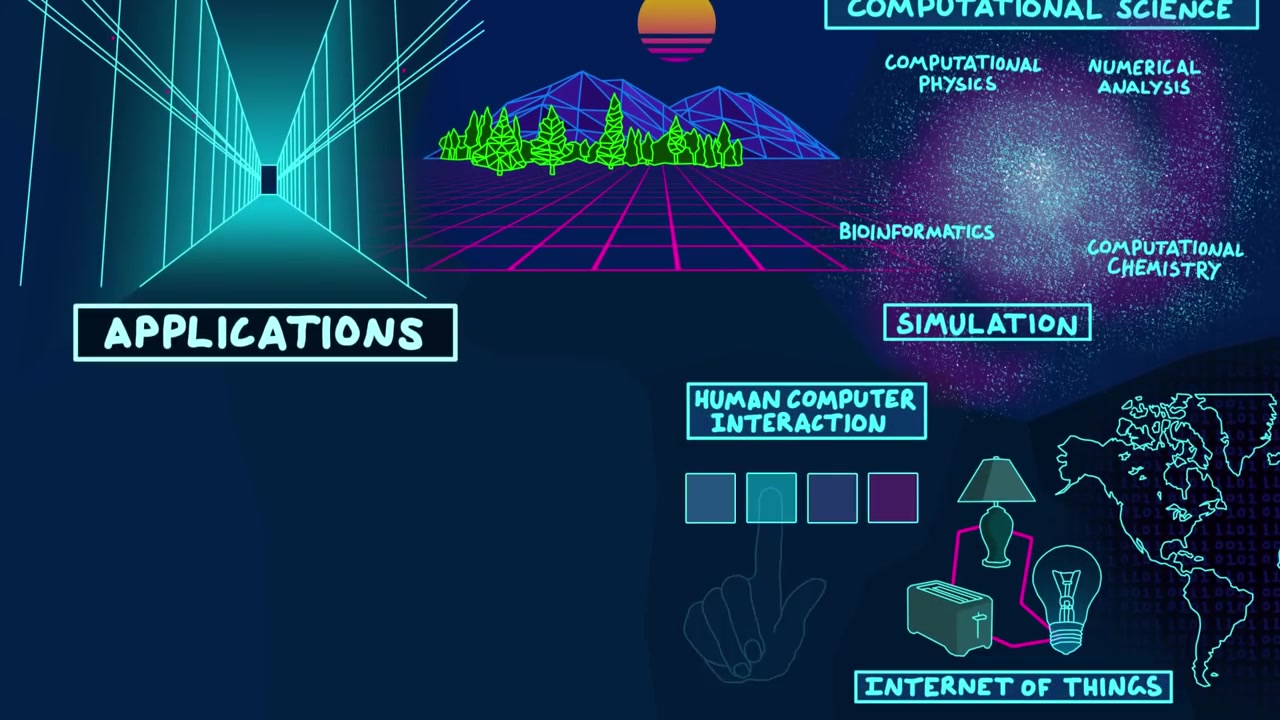 COMPUTATIONAL SCIENCE
COMPUTATIONAL
PHYSICS
NUMERICAL
ANALYSIS
BIOINFORMATICS
COMPUTATIONAL
CHEMISTRY
SIMULATION
APPLICATIONS
HUMAN COMPUTER
INTERACTION
INTERNET OF THINGS